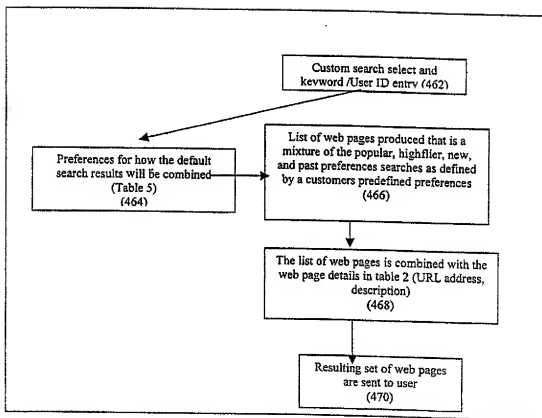 Custom search select and
keyword /User ID entry (462)
Preferences for how the default
search results will be combined
(Table 5)
(464)
List of web pages produced that is a
mixture of the popular, highflier, new,
and past preferences searches as defined
by a customers predefined preferences
(466)
The list of web pages is combined with the
web page details in table 2 (URL address,
description)
(468)
Resulting set of web pages
are sent to user
(470)